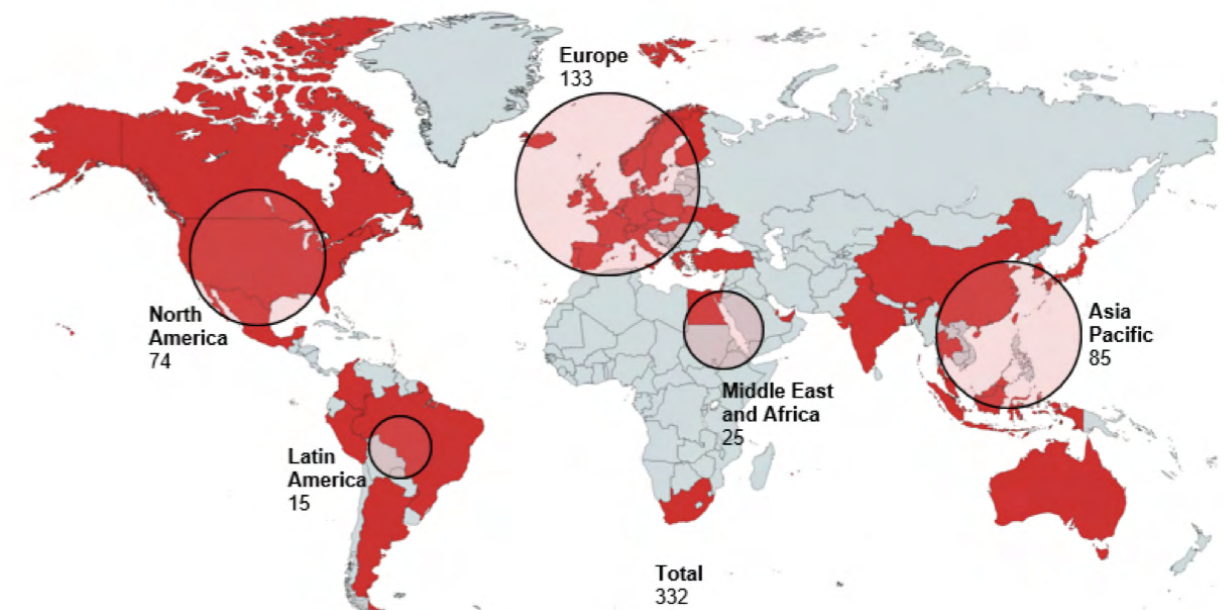 Europe
133
North
America
74
Asia
Pacific
85
Middle East
and Africa
25
Latin
America
15
Total
332